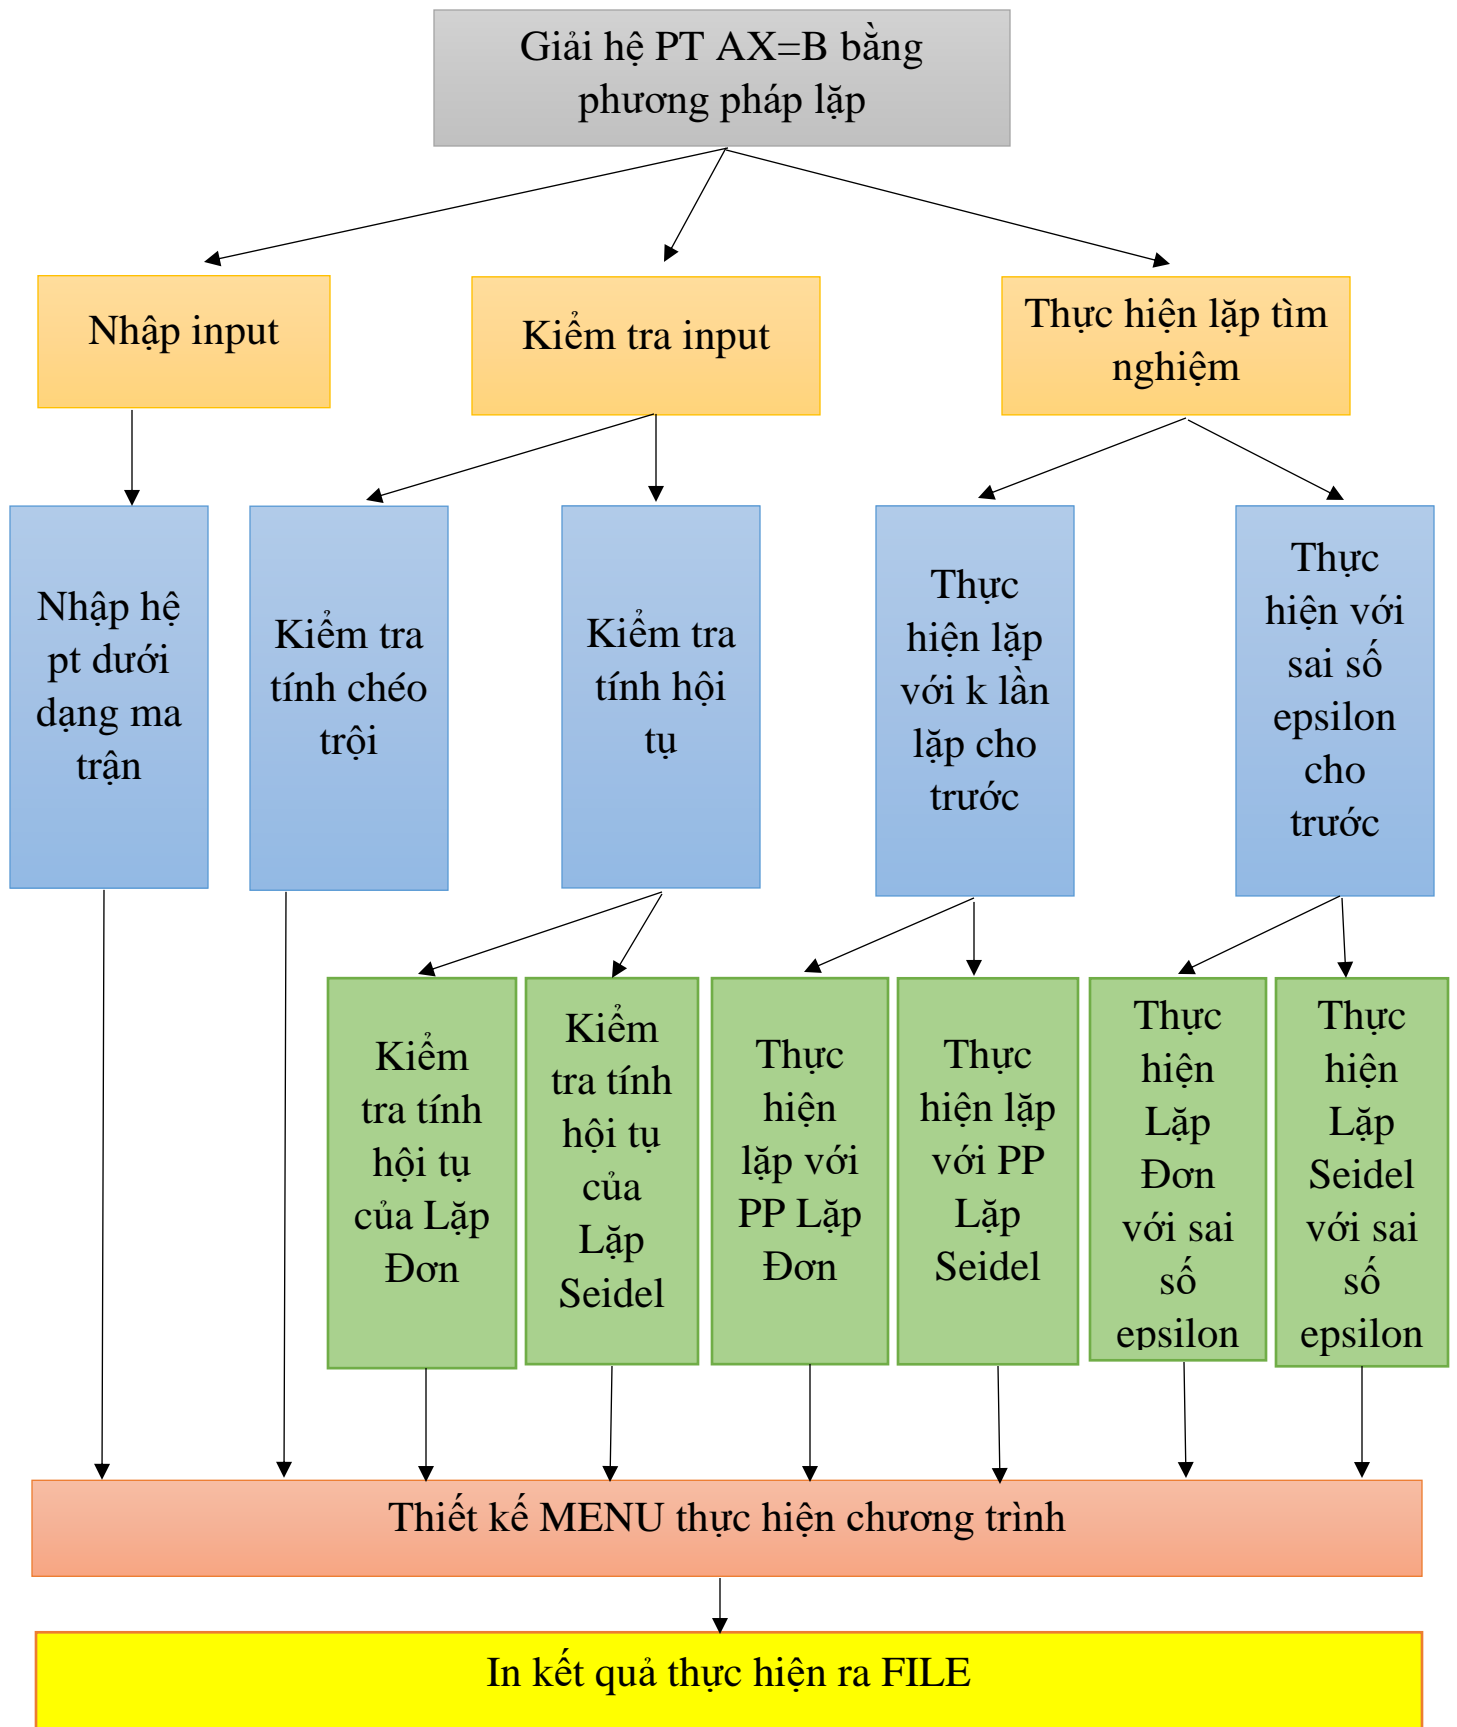 Giải hệ PT AX=B bằng
phương pháp lặp
Nhập input
Kiểm tra input
Thực hiện lặp tìm
nghiệm
Nhập hệ
pt dưới
dạng ma
trận
Kiểm tra
tính chéo
trội
Kiểm tra
tính hội
tụ
Thực
hiện lặp
với k lần
lặp cho
trước
Thực
hiện với
sai số
epsilon
cho
trước
Kiểm
tra tính
hội tụ
của Lặp
Đơn
Kiểm
tra tính
hội tụ
của
Lặp
Seidel
Thực
hiện
lặp với
PP Lặp
Đơn
Thực
hiện lặp
với PP
Lặp
Seidel
Thực
hiện
Lặp
Đơn
với sai
số
epsilon
Thực
hiện
Lặp
Seidel
với sai
số
epsilon
Thiết kế MENU thực hiện chương trình
In kết quả thực hiện ra FILE